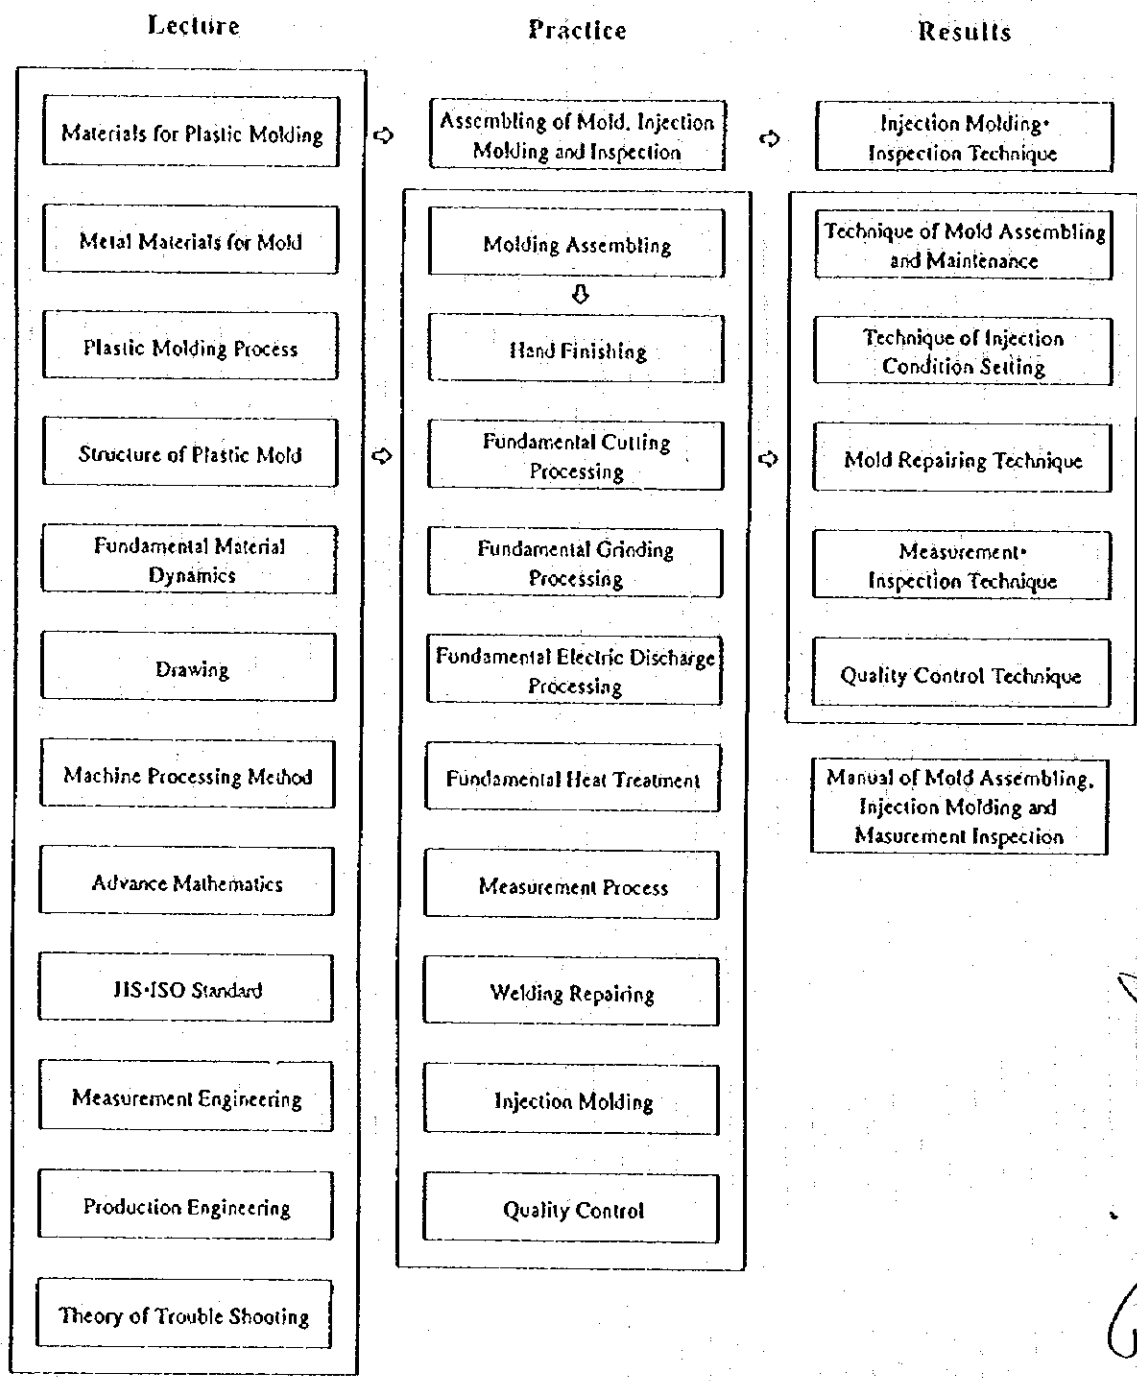 Lecture
Materials for Plastic Molding
Metal Materials for Mold
Plastic Molding Process
Structure of Plastic Mold
Fundamental Material
Dynamics
Drawing
Machine Processing Method
Advance Mathematics
JIS•ISO Standard
Measurement Engineering
Production Engineering
Theory of Trouble Shooting
Practice
Assembling of Mold, Injection
Molding and Inspection
Molding Assembling
Hand Finishing
Fundamental Cutting
Processing
Fundamental Grinding
Processing
Fundamental Electric Discharge
Processing
Fundamental Heat Treatment
Measurement Process
Welding Repairing
Injection Molding
Quality Control
Results
Injection Molding•
Inspection Technique
Technique of Mold Assembling
and Maintenance
Technique of Injection
Condition Setting
Mold Repairing Technique
Measurement•
Inspection Technique
Quality Control Technique
Manual of Mold Assembling,
Injection Molding and
Masurement Inspection